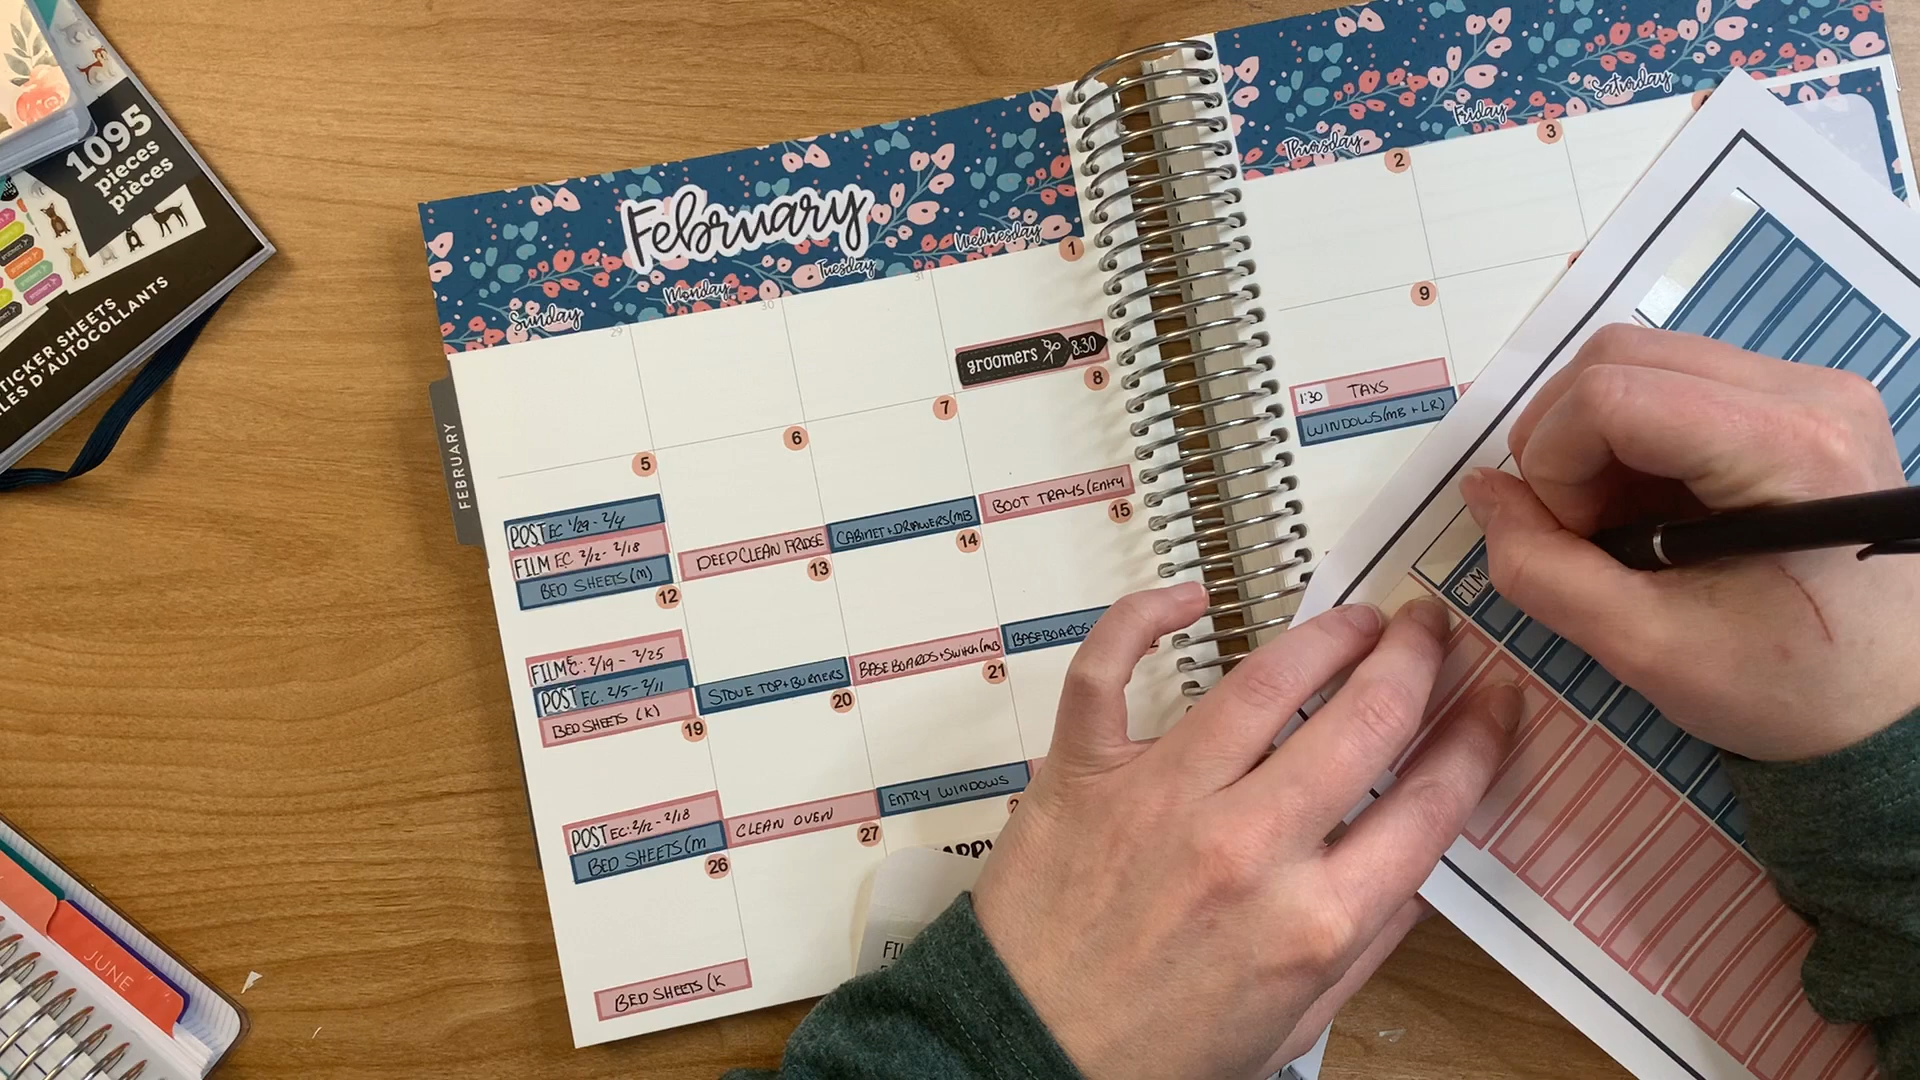 1095
pieces
pièces
STICKER SHEETS
LES D'AUTOCOLLANTS
February
Sunday
Monday
Tuesday
Wednesday
Thursday
Friday
Saturday
FEBRUARY
29
30
31
1
2
3
groomers 8:30
5
6
7
8
9
POST EC 1/29 - 2/4
FILM EC 2/12 - 2/18
BED SHEETS (M)
DEEP CLEAN FRIDGE
CABINET + DRAWERS (MB
BOOT TRAYS (ENTRY
1:30 TAXS
WINDOWS (MB + LR)
12
13
14
15
FILM EC: 2/19 - 2/25
POST EC. 2/5 - 2/11
BED SHEETS (K)
STOVE TOP + BURNERS
BASEBOARDS + SWITCH (MB
BASEBOARDS
19
20
21
POST EC: 2/12 - 2/18
BED SHEETS (M
CLEAN OVEN
ENTRY WINDOWS
26
27
BED SHEETS (K
FILM
JUNE